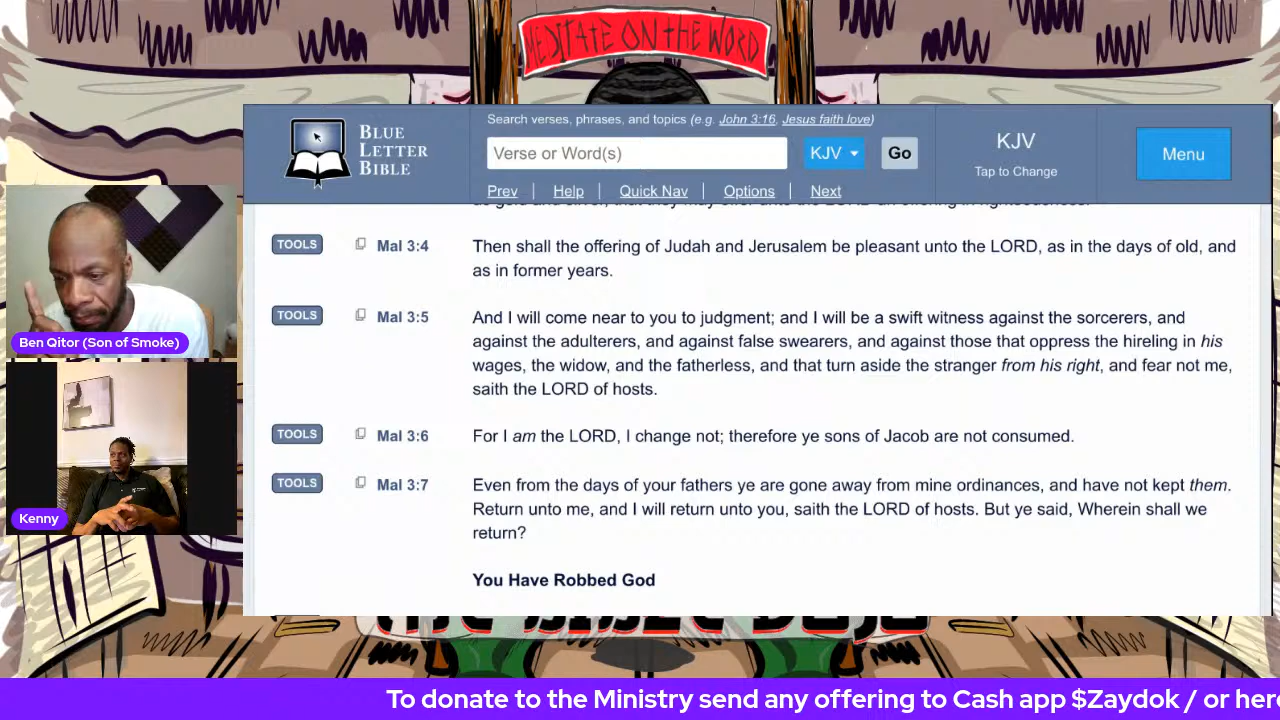 MEDITATE ON THE WORD
BLUE
LETTER
BIBLE
Search verses, phrases, and topics (e.g. John 3:16, Jesus faith love)
Verse or Word(s)
KJV
Go
KJV
Tap to Change
Menu
Prev | Help | Quick Nav | Options | Next
TOOLS Mal 3:4 Then shall the offering of Judah and Jerusalem be pleasant unto the LORD, as in the days of old, and
as in former years.
TOOLS Mal 3:5 And I will come near to you to judgment; and I will be a swift witness against the sorcerers, and
against the adulterers, and against false swearers, and against those that oppress the hireling in his
wages, the widow, and the fatherless, and that turn aside the stranger from his right, and fear not me,
saith the LORD of hosts.
TOOLS Mal 3:6 For I am the LORD, I change not; therefore ye sons of Jacob are not consumed.
TOOLS Mal 3:7 Even from the days of your fathers ye are gone away from mine ordinances, and have not kept them.
Return unto me, and I will return unto you, saith the LORD of hosts. But ye said, Wherein shall we
return?
You Have Robbed God
Ben Qitor (Son of Smoke)
Kenny
To donate to the Ministry send any offering to Cash app $Zaydok / or her